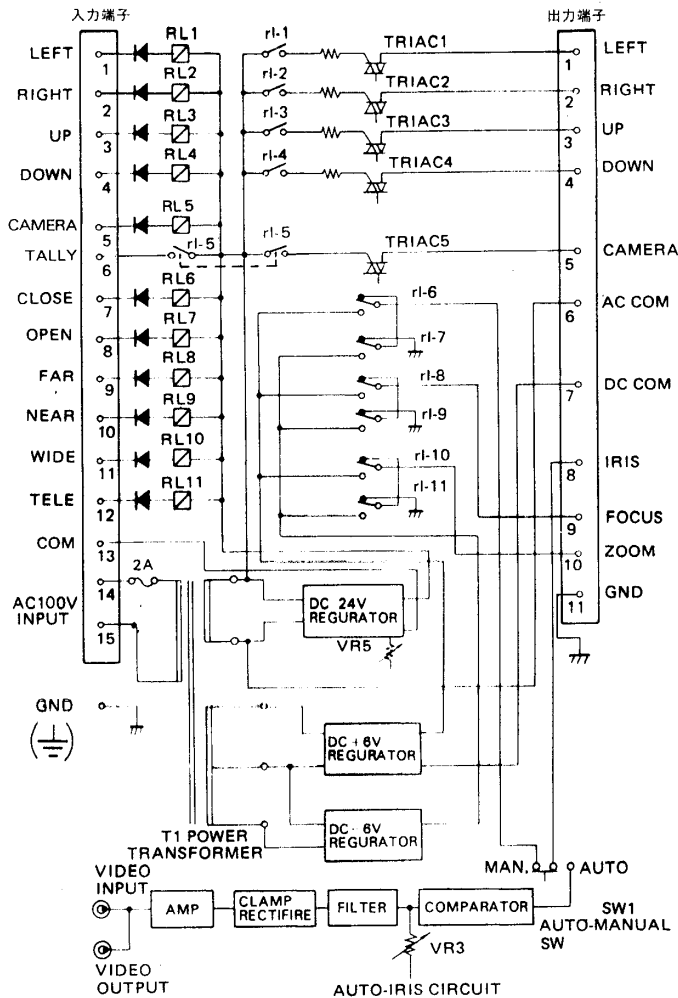 入力端子
出力端子
LEFT 1 RL1 rl-1 TRIAC1 1 LEFT
RIGHT 2 RL2 rl-2 TRIAC2 2 RIGHT
UP 3 RL3 rl-3 TRIAC3 3 UP
DOWN 4 RL4 rl-4 TRIAC4 4 DOWN
CAMERA 5 RL5
TALLY 6 rl-5 rl-5 TRIAC5 5 CAMERA
CLOSE 7 RL6 rl-6 6 AC COM
OPEN 8 RL7 rl-7
FAR 9 RL8 rl-8 7 DC COM
NEAR 10 RL9 rl-9
WIDE 11 RL10 rl-10 8 IRIS
TELE 12 RL11 rl-11 9 FOCUS
COM 13 10 ZOOM
14 2A 11 GND
AC100V
INPUT
15
DC 24V
REGURATOR
VR5
GND
DC +6V
REGURATOR
DC -6V
REGURATOR
T1 POWER
TRANSFORMER
MAN. AUTO
SW1
AUTO-MANUAL
SW
VIDEO
INPUT
AMP
CLAMP
RECTIFIRE
FILTER
COMPARATOR
VR3
VIDEO
OUTPUT
AUTO-IRIS CIRCUIT